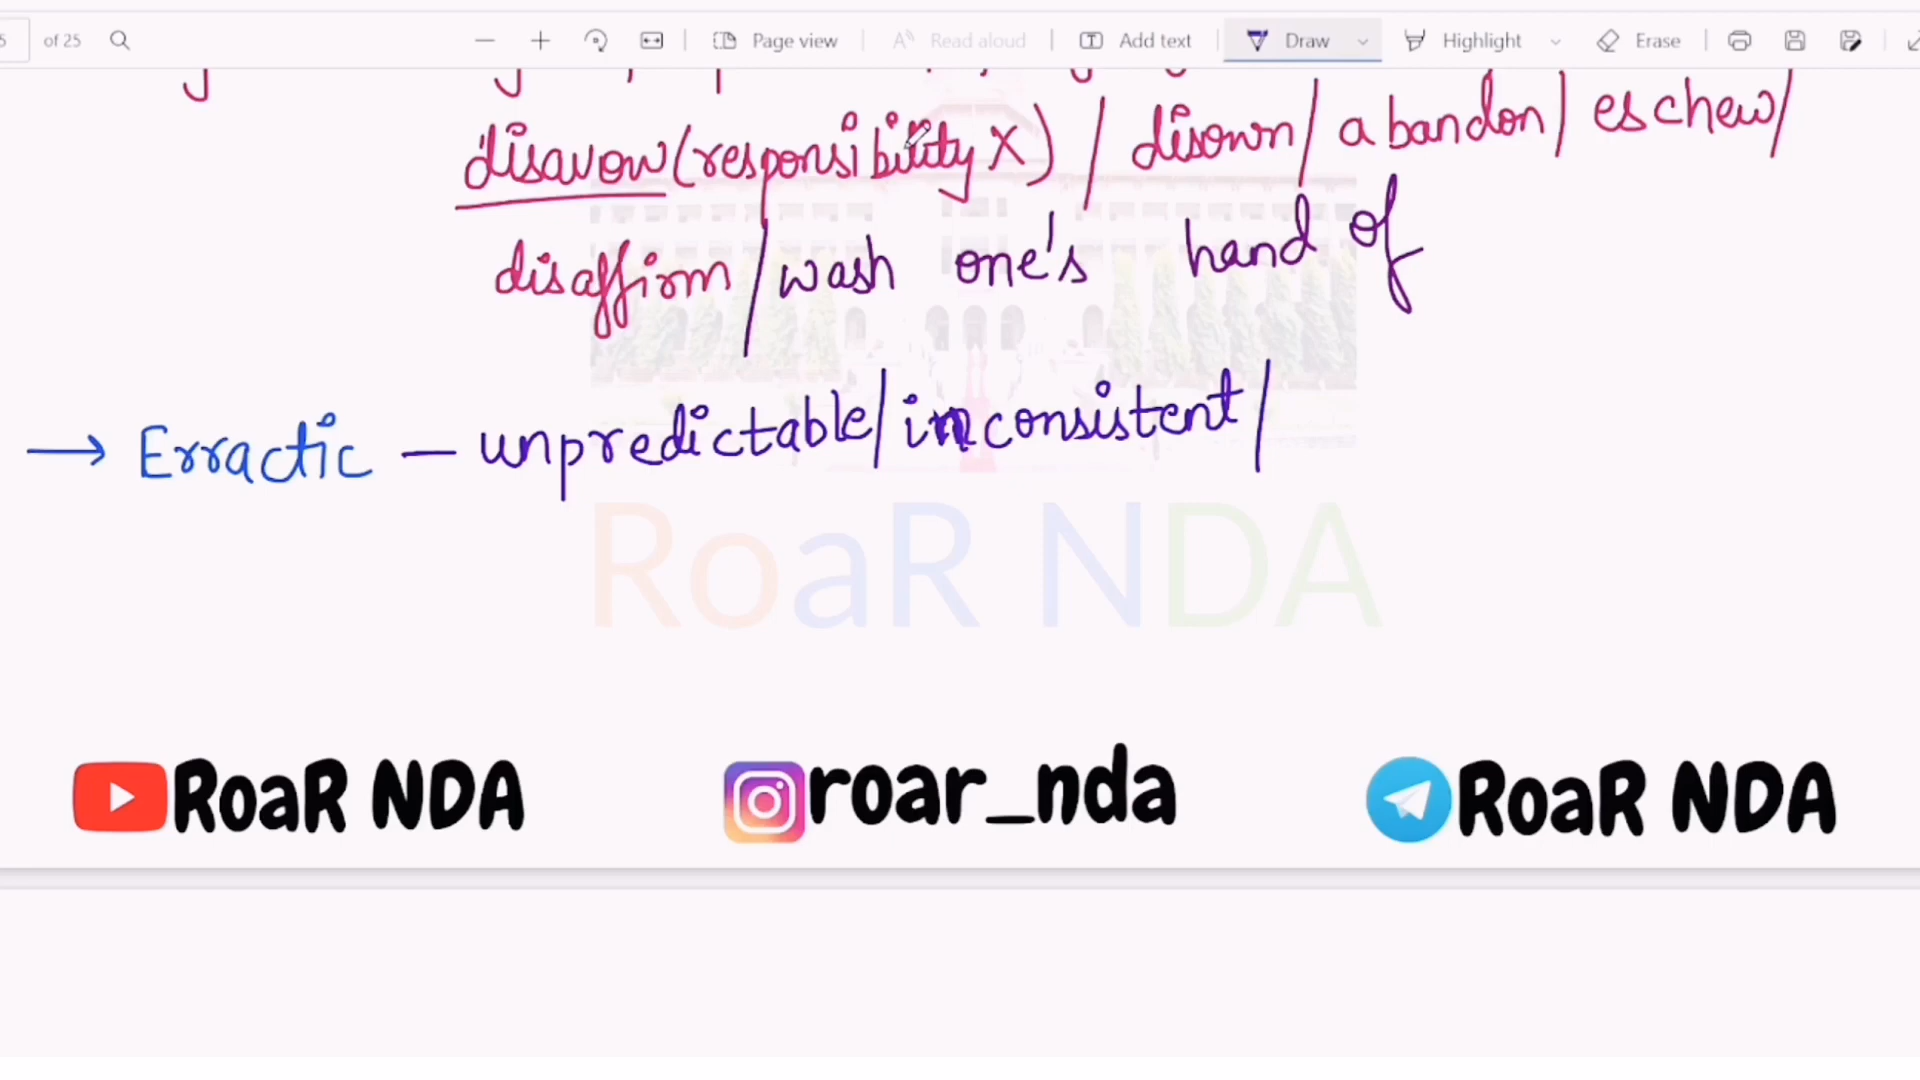 of 25 Page view Read aloud Add text Draw Highlight Erase
disavow (responsibility X) / disown / abandon / eschew /
disaffirm / wash one's hand of
→ Erractic — unpredictable / inconsistent /
RoaR NDA
RoaR NDA roar_nda RoaR NDA